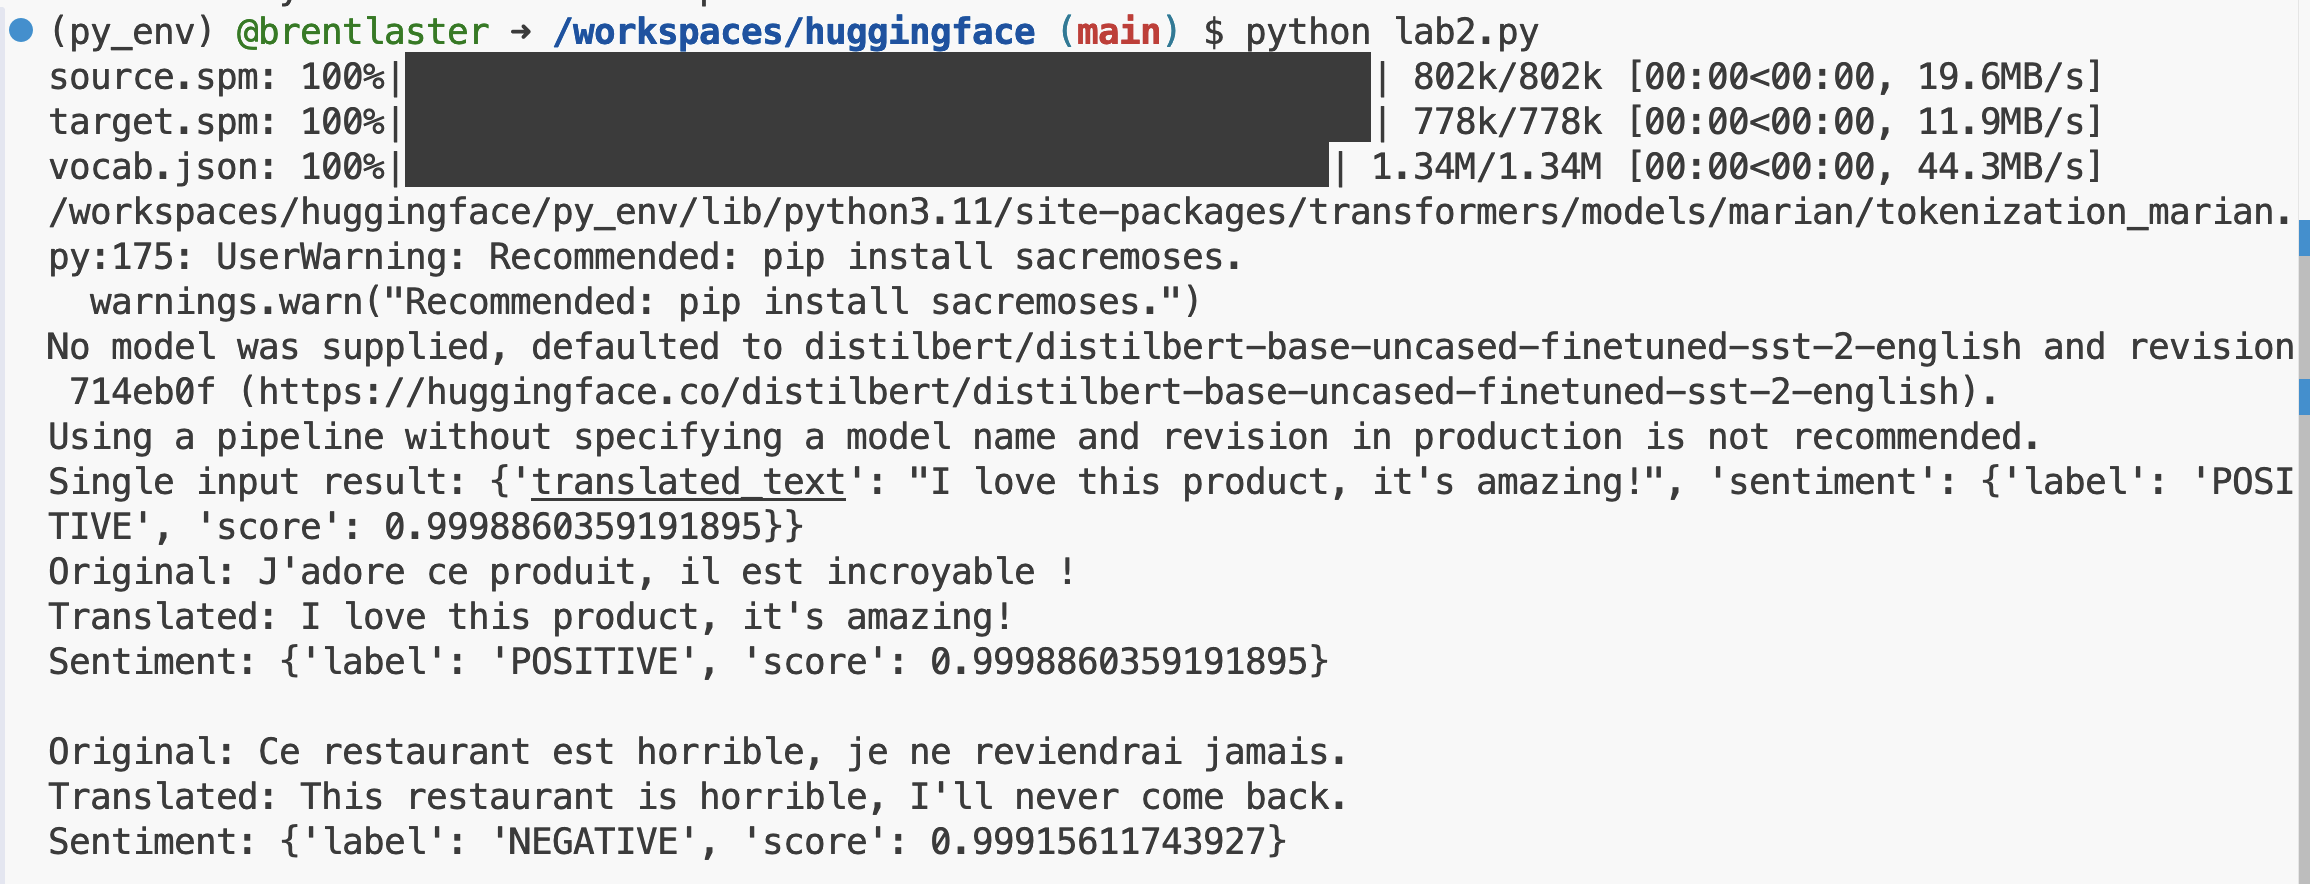 (py_env) @brentlaster → /workspaces/huggingface (main) $ python lab2.py
source.spm: 100%|| 802k/802k [00:00<00:00, 19.6MB/s]
target.spm: 100%|| 778k/778k [00:00<00:00, 11.9MB/s]
vocab.json: 100%|| 1.34M/1.34M [00:00<00:00, 44.3MB/s]
/workspaces/huggingface/py_env/lib/python3.11/site-packages/transformers/models/marian/tokenization_marian.
py:175: UserWarning: Recommended: pip install sacremoses.
  warnings.warn("Recommended: pip install sacremoses.")
No model was supplied, defaulted to distilbert/distilbert-base-uncased-finetuned-sst-2-english and revision
 714eb0f (https://huggingface.co/distilbert/distilbert-base-uncased-finetuned-sst-2-english).
Using a pipeline without specifying a model name and revision in production is not recommended.
Single input result: {'translated_text': "I love this product, it's amazing!", 'sentiment': {'label': 'POSI
TIVE', 'score': 0.9998860359191895}}
Original: J'adore ce produit, il est incroyable !
Translated: I love this product, it's amazing!
Sentiment: {'label': 'POSITIVE', 'score': 0.9998860359191895}

Original: Ce restaurant est horrible, je ne reviendrai jamais.
Translated: This restaurant is horrible, I'll never come back.
Sentiment: {'label': 'NEGATIVE', 'score': 0.99915611743927}